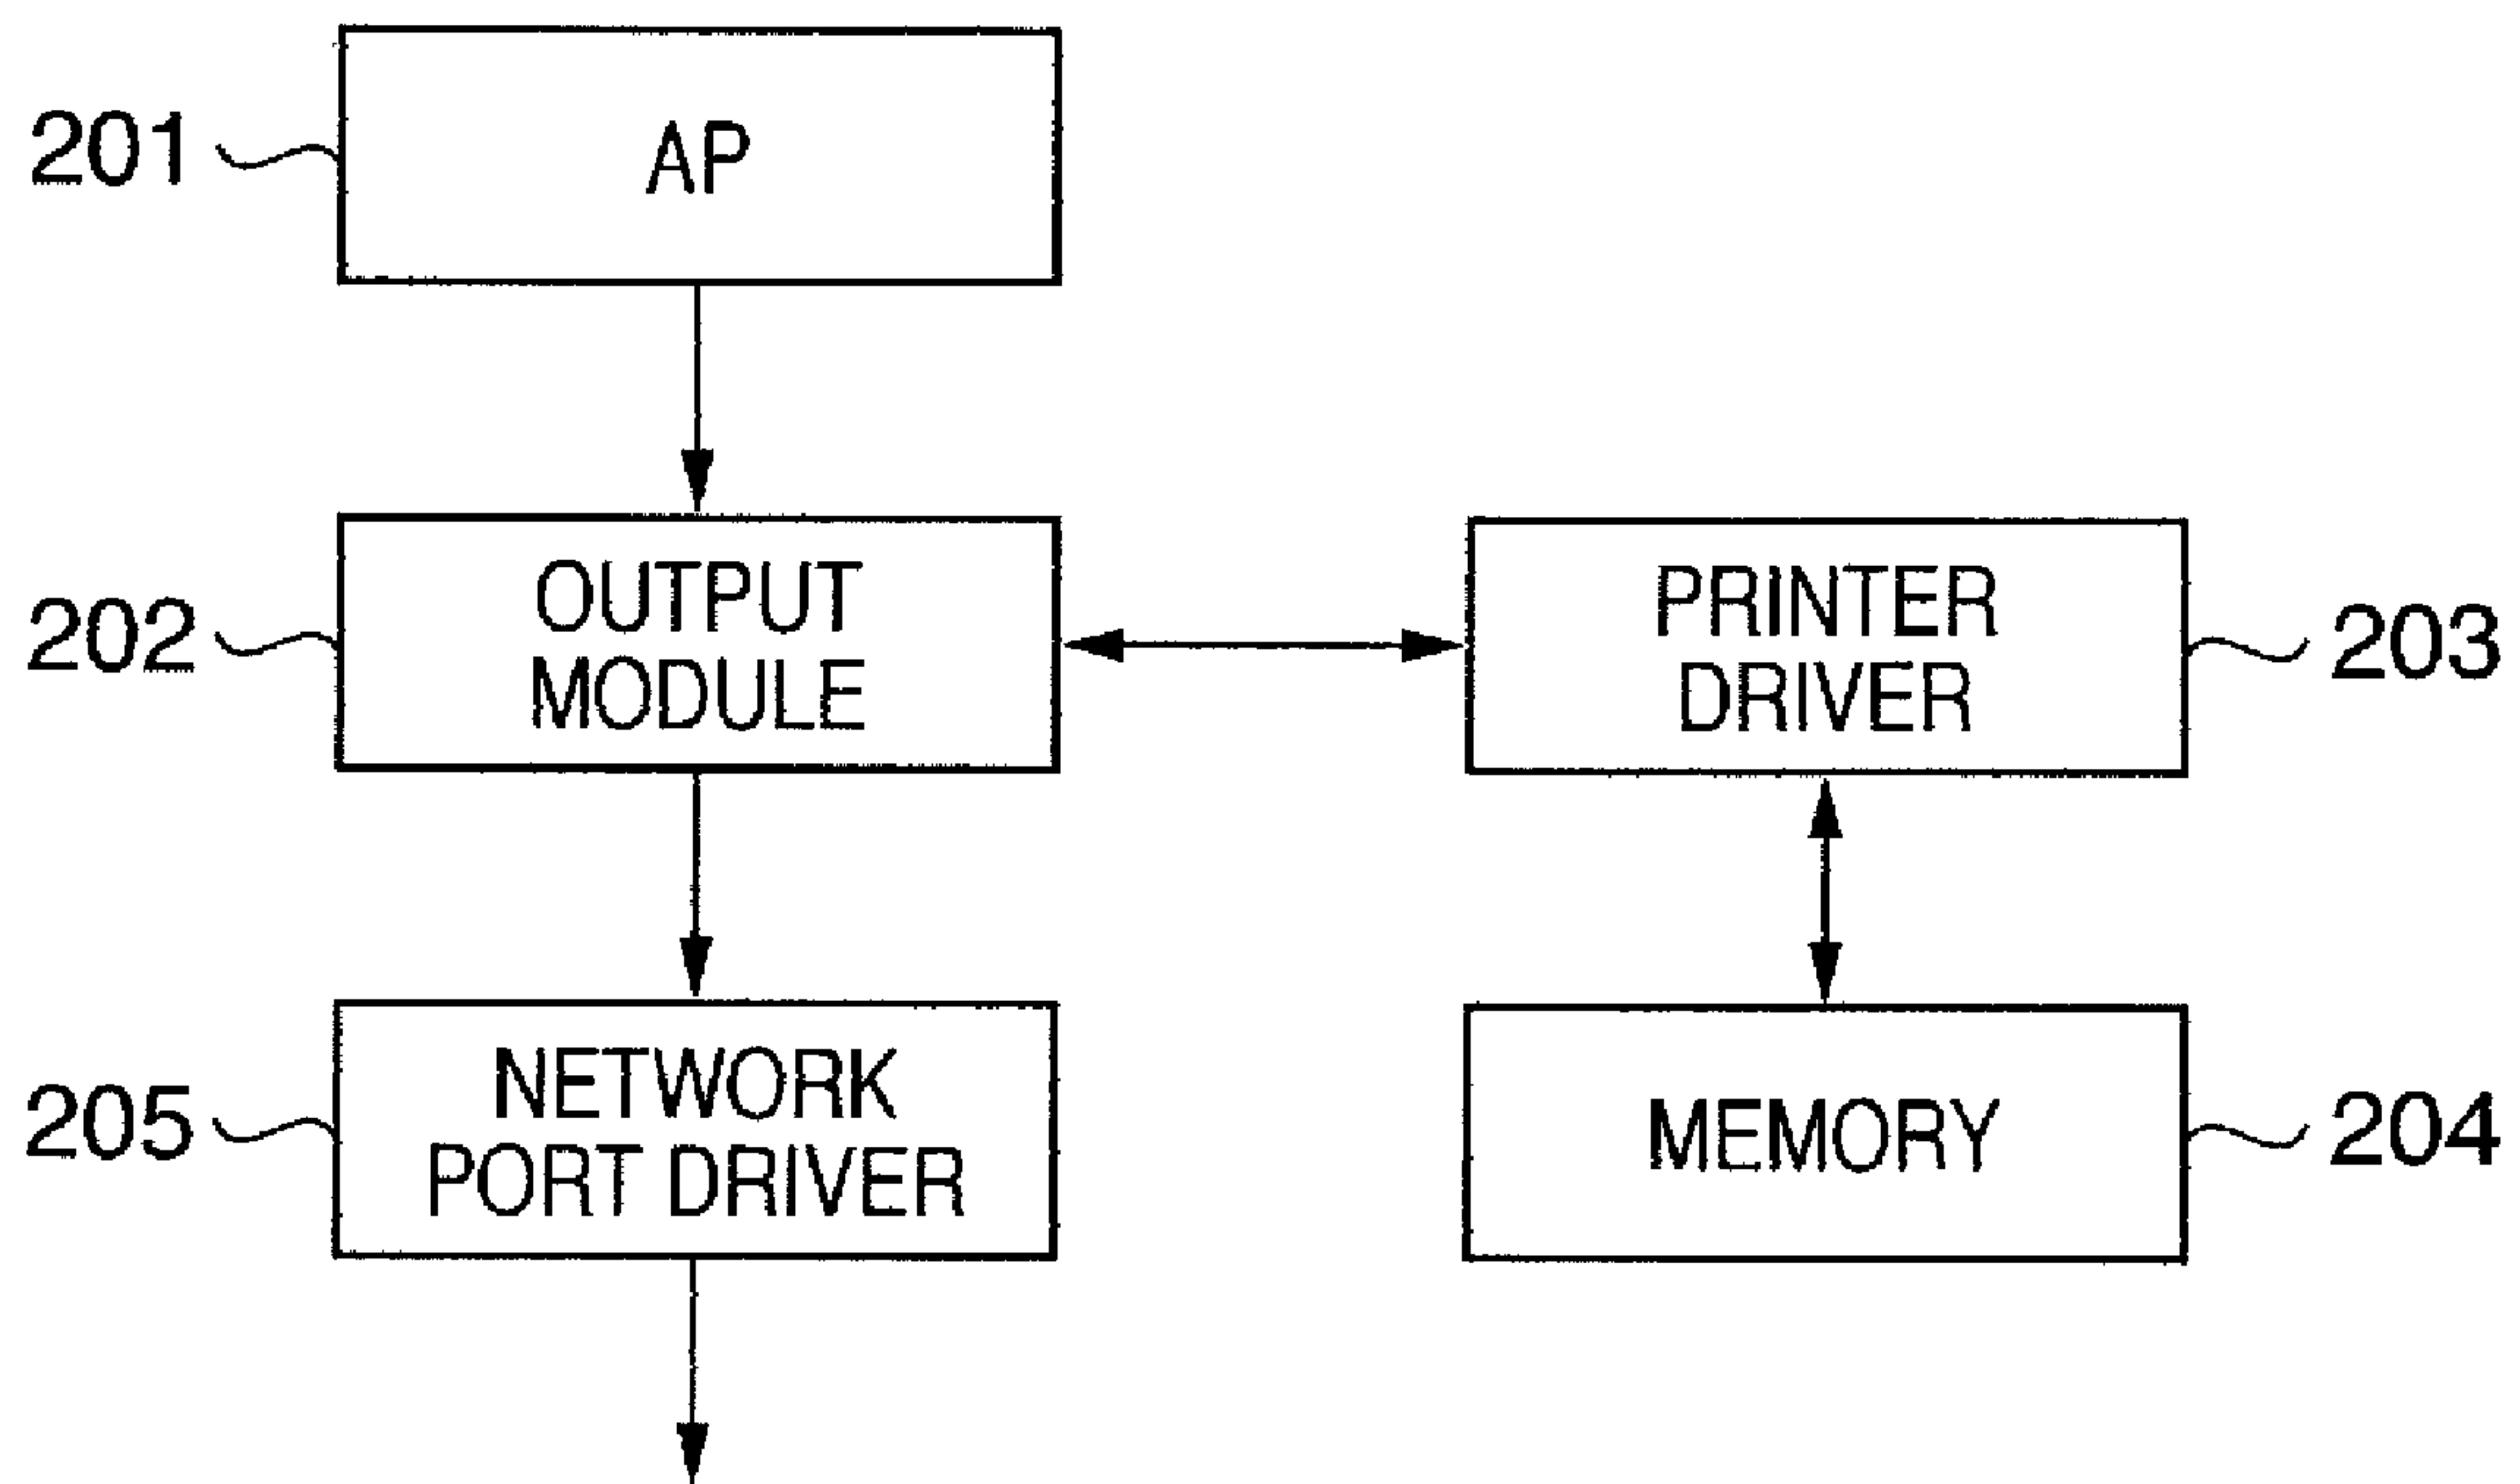 201
AP
202
OUTPUT
MODULE
PRINTER
DRIVER
203
205
NETWORK
PORT DRIVER
MEMORY
204